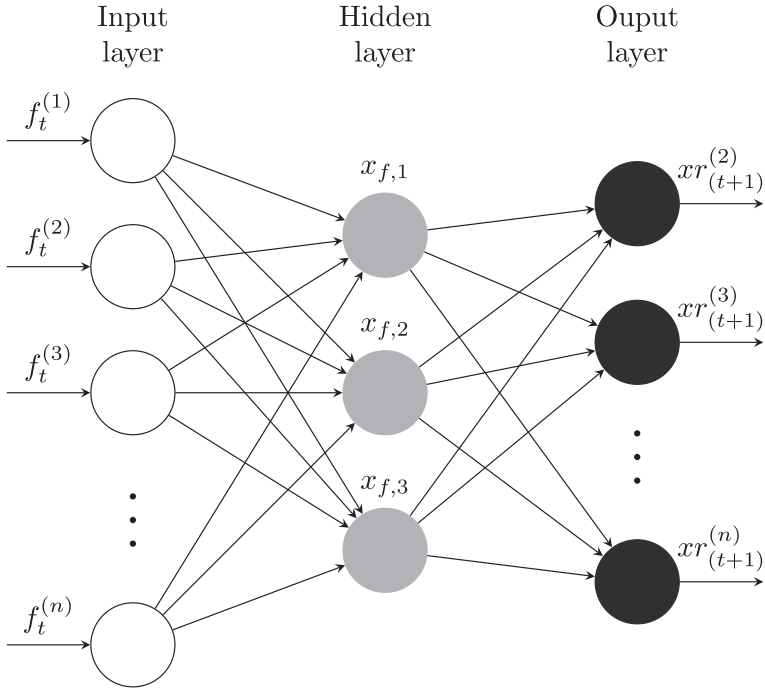 Input
layer
Hidden
layer
Ouput
layer
f_t^{(1)}
f_t^{(2)}
f_t^{(3)}
f_t^{(n)}
x_{f,1}
x_{f,2}
x_{f,3}
xr_{(t+1)}^{(2)}
xr_{(t+1)}^{(3)}
xr_{(t+1)}^{(n)}